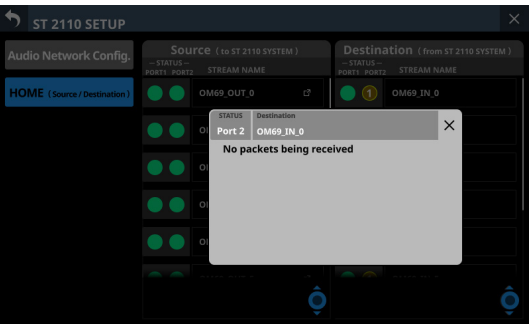 ST 2110 SETUP
Audio Network Config.
HOME ( Source / Destination )
Source ( to ST 2110 SYSTEM )
-- STATUS --
PORT1 PORT2 STREAM NAME
OM69_OUT_0
Destination ( from ST 2110 SYSTEM )
-- STATUS --
PORT1 PORT2 STREAM NAME
1 OM69_IN_0
STATUS Destination
Port 2 OM69_IN_0
No packets being received